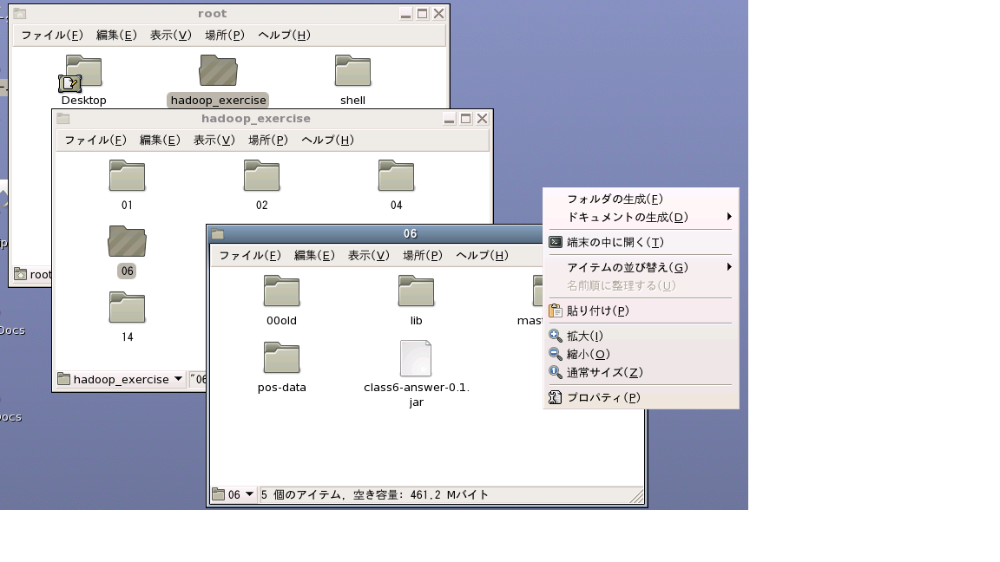 root
ファイル(F) 編集(E) 表示(V) 場所(P) ヘルプ(H)
Desktop hadoop_exercise shell
hadoop_exercise
ファイル(F) 編集(E) 表示(V) 場所(P) ヘルプ(H)
01 02 04
06
14
root
hadoop_exercise "06
06
ファイル(F) 編集(E) 表示(V) 場所(P) ヘルプ(H)
00old lib mast
pos-data class6-answer-0.1.
jar
06 5 個のアイテム, 空き容量: 461.2 Mバイト
フォルダの生成(F)
ドキュメントの生成(D)
端末の中に開く(T)
アイテムの並び替え(G)
名前順に整理する(U)
貼り付け(P)
拡大(I)
縮小(O)
通常サイズ(Z)
プロパティ(P)
Docs
ocs